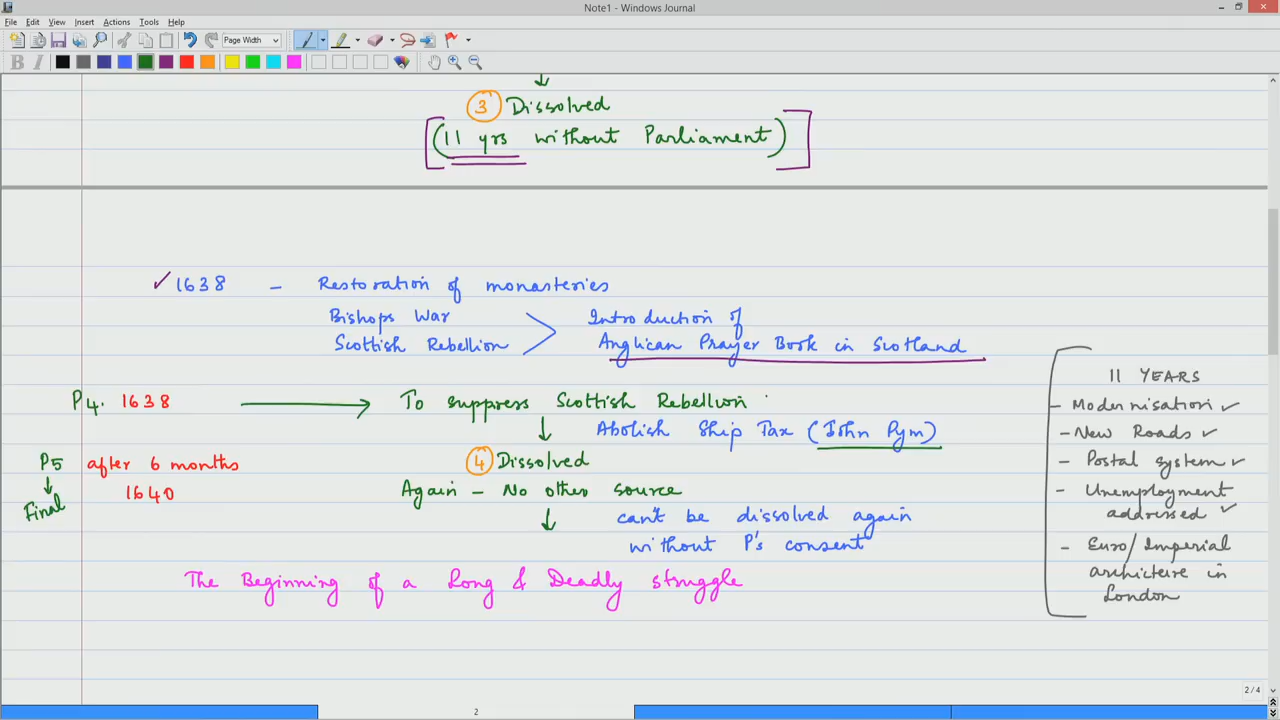 Note1 - Windows Journal
File Edit View Insert Actions Tools Help
Page Width
B I
3 Dissolved
(11 yrs without Parliament)
✓1638 - Restoration of monasteries
Bishops War
Scottish Rebellion
Introduction of
Anglican Prayer Book in Scotland
P4. 1638 → To suppress Scottish Rebellion
↓ Abolish Ship Tax (John Pym)
P5 after 6 months 4 Dissolved
↓ 1640 Again - No other source
Final
↓ can't be dissolved again
without P's consent
The Beginning of a Long & Deadly struggle
11 YEARS
- Modernisation ✓
- New Roads ✓
- Postal system ✓
- Unemployment
addressed ✓
- Euro/Imperial
archicture in
London
2/4
2